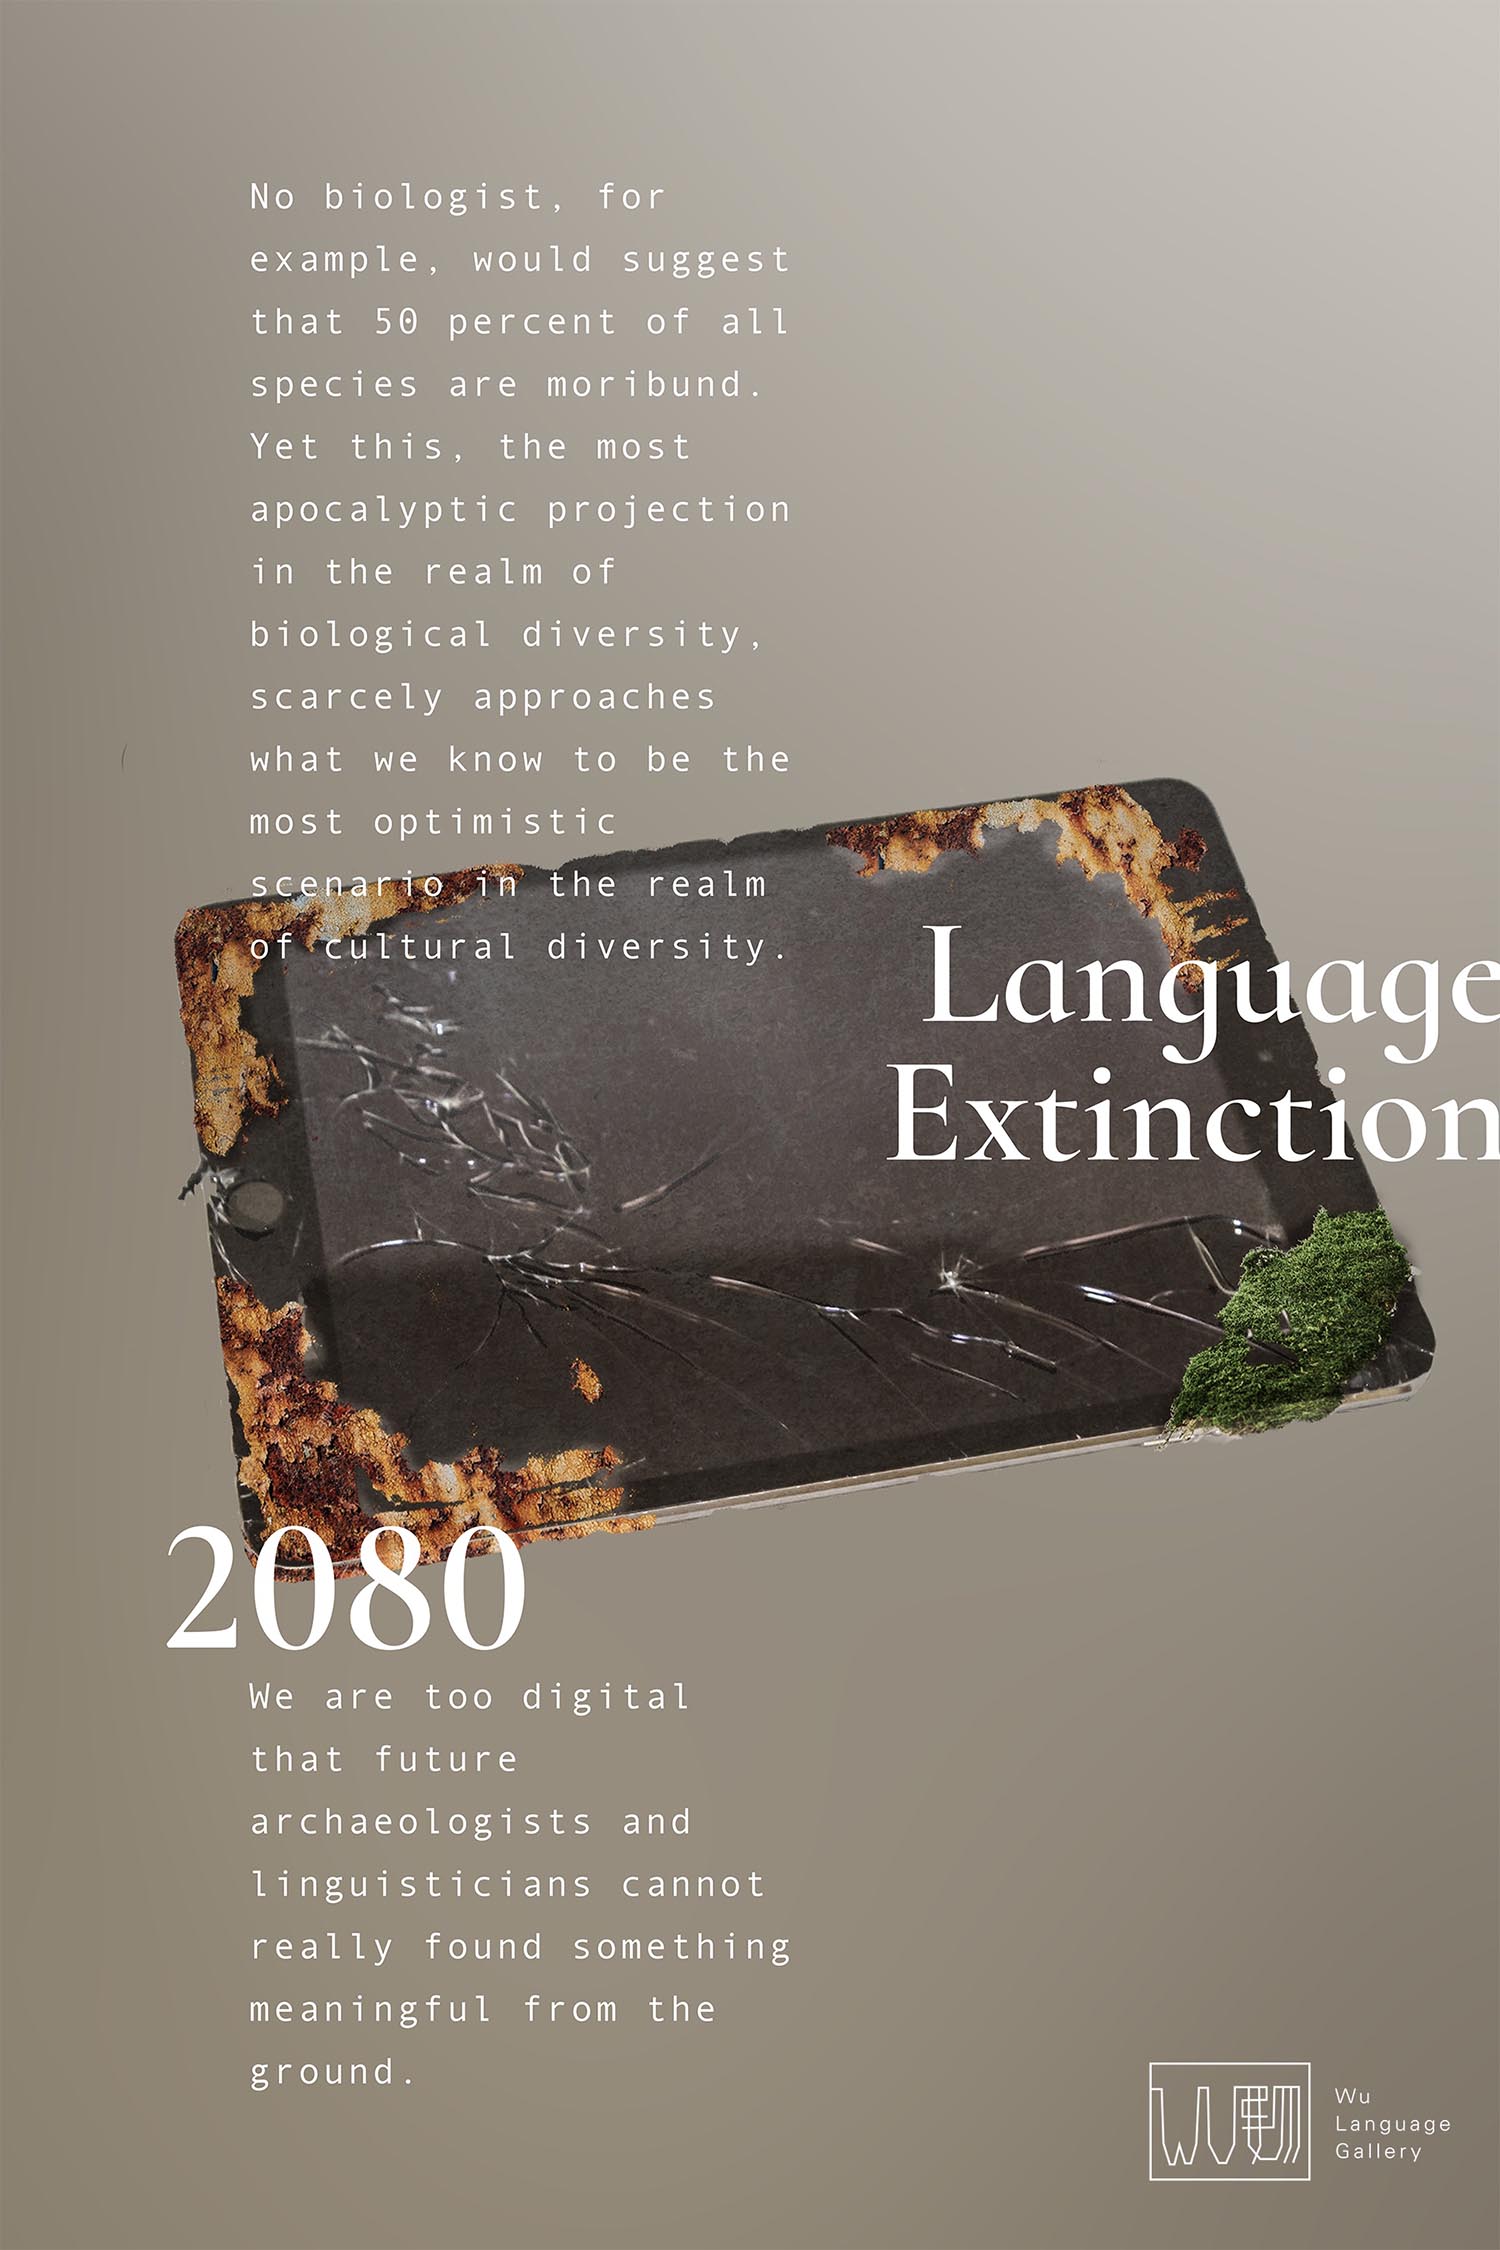 No biologist, for
example, would suggest
that 50 percent of all
species are moribund.
Yet this, the most
apocalyptic projection
in the realm of
biological diversity,
scarcely approaches
what we know to be the
most optimistic
scenario in the realm
of cultural diversity.
Language
Extinction
2080
We are too digital
that future
archaeologists and
linguisticians cannot
really found something
meaningful from the
ground.
Wu
Language
Gallery